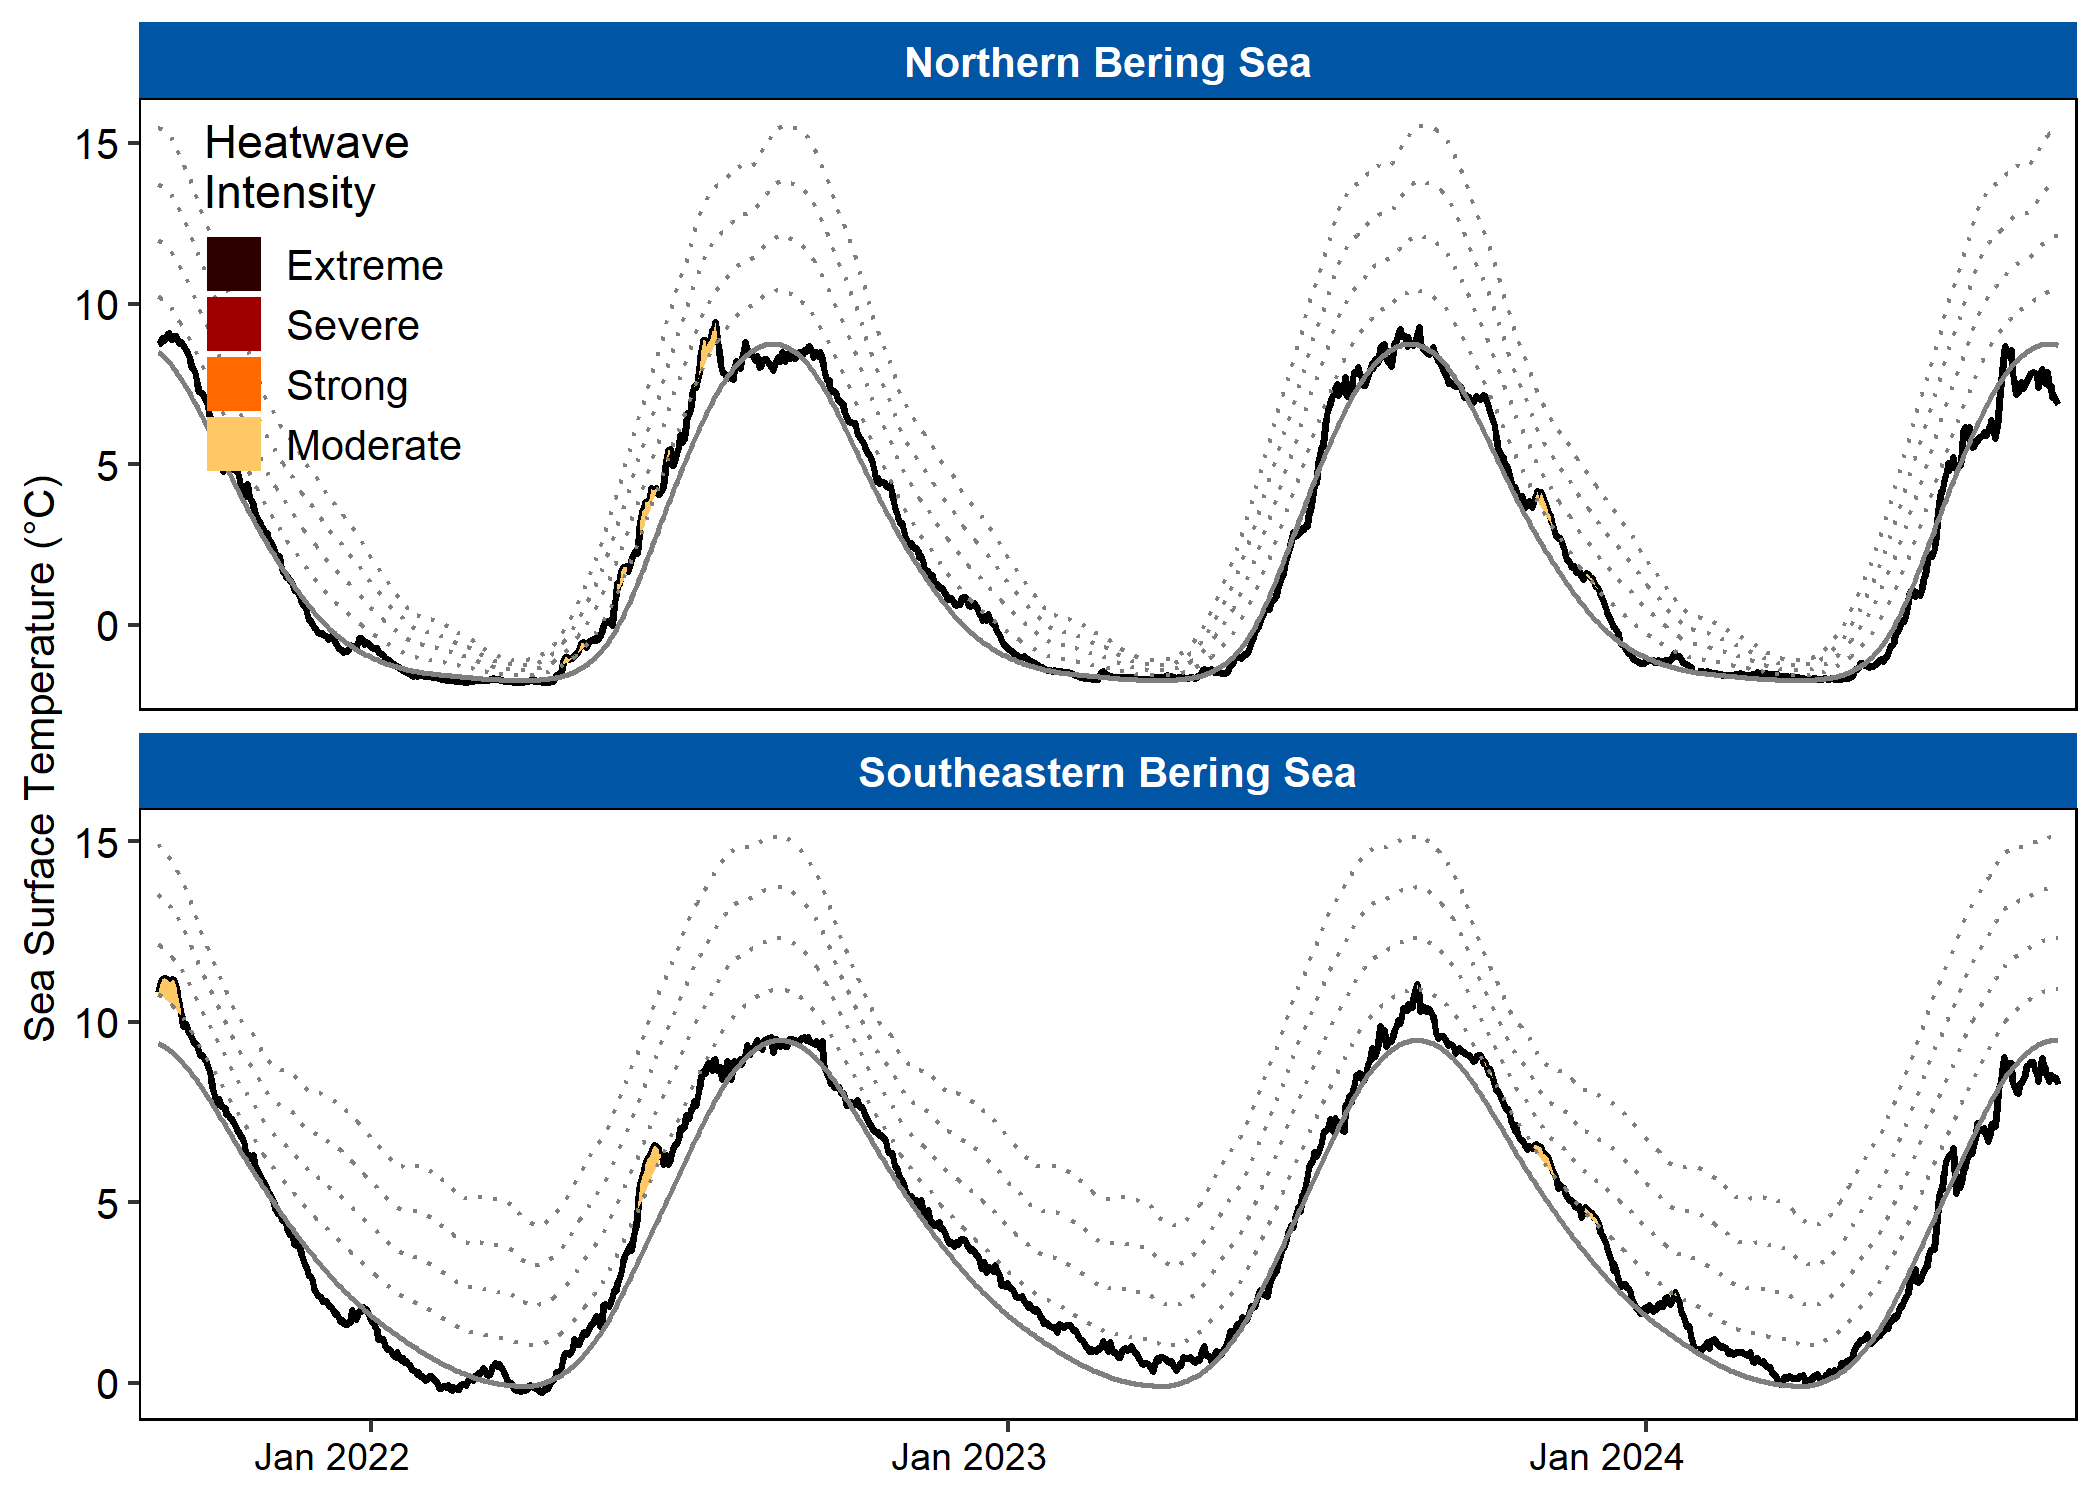 Northern Bering Sea
Heatwave
Intensity
Extreme
Severe
Strong
Moderate
15
10
5
0
Sea Surface Temperature (°C)
Southeastern Bering Sea
15
10
5
0
Jan 2022
Jan 2023
Jan 2024